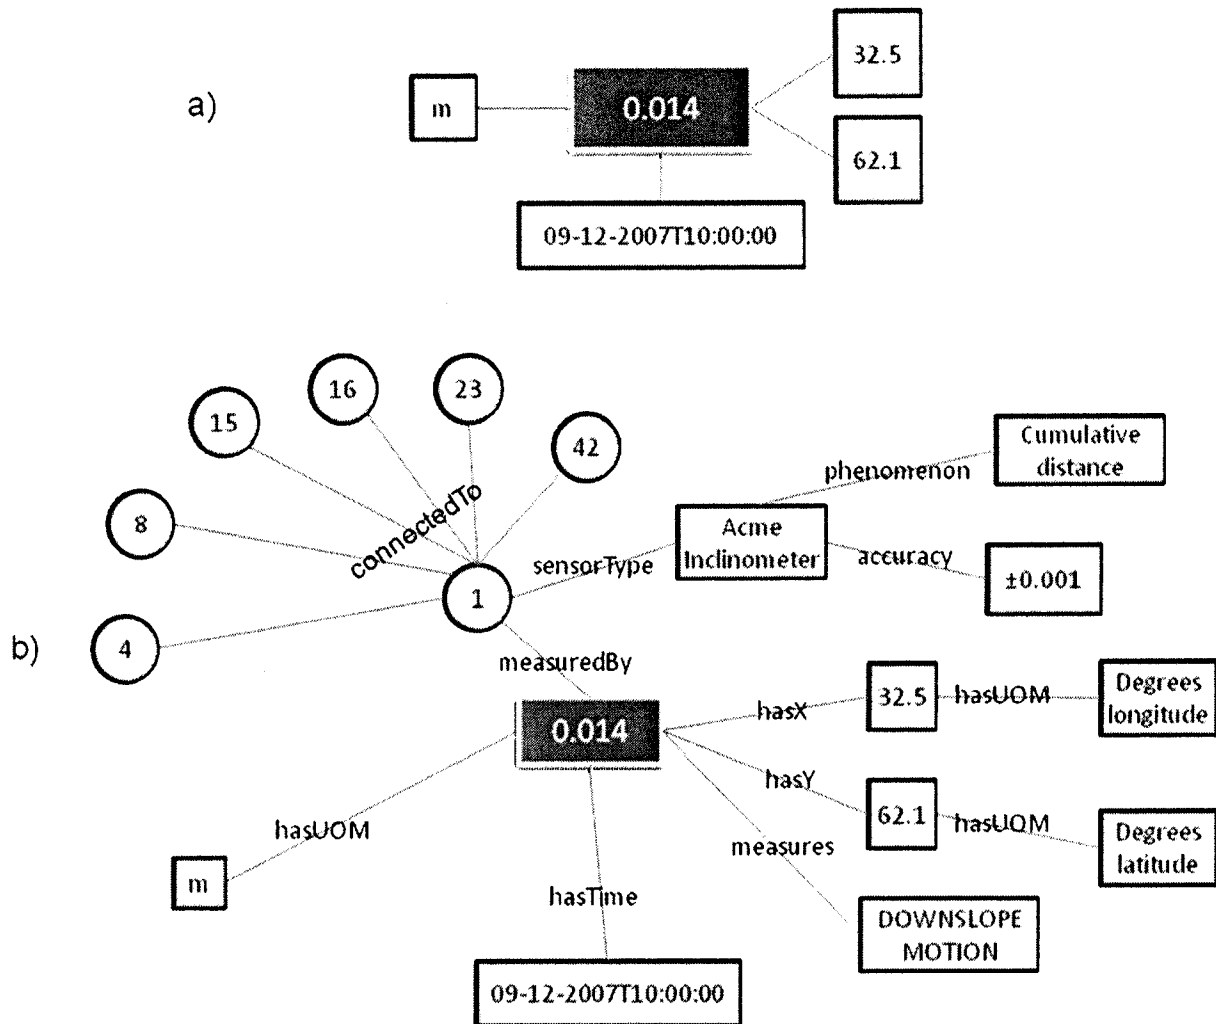 a)
m
0.014
32.5
62.1
09-12-2007T10:00:00
b)
15
16
23
42
8
4
1
connectedTo
sensorType
Acme
Inclinometer
phenomenon
Cumulative
distance
accuracy
±0.001
measuredBy
0.014
hasX
32.5
hasUOM
Degrees
longitude
hasY
62.1
hasUOM
Degrees
latitude
measures
DOWNSLOPE
MOTION
hasUOM
m
hasTime
09-12-2007T10:00:00